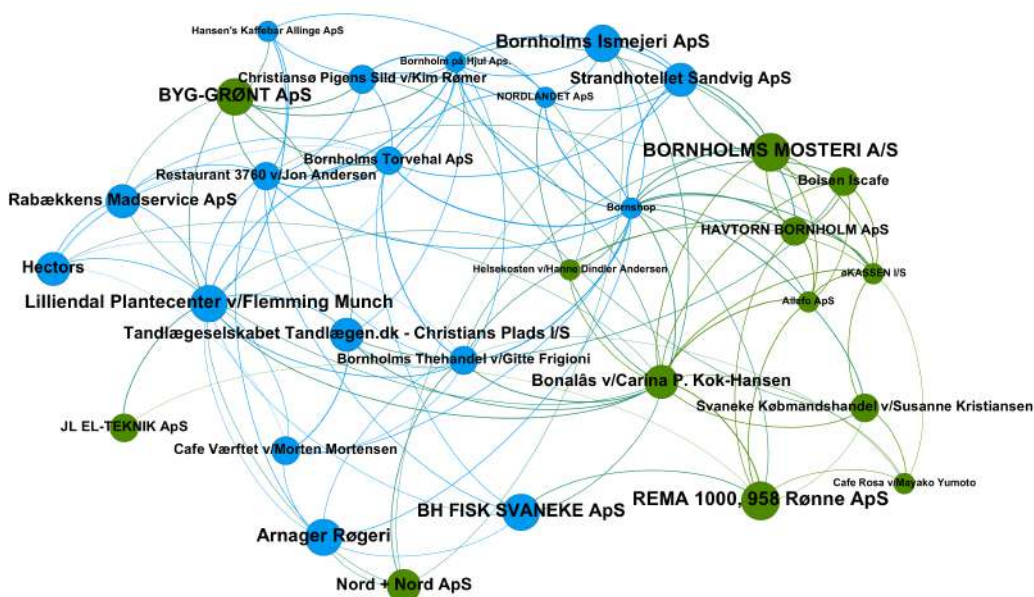 Hansen's Kaffebar Allinge ApS
Bornholms Ismejeri ApS
Bornholm på Hjul Aps.
Christiansø Pigens Sild v/Kim Rømer
Strandhotellet Sandvig ApS
BYG-GRØNT ApS
NORDLANDET ApS
BORNHOLMS MOSTERI A/S
Bornholms Torvehal ApS
Restaurant 3760 v/Jon Andersen
Boisen Iscafe
Rabækkens Madservice ApS
Bornshop
HAVTORN BORNHOLM ApS
Hectors
Helsekosten v/Hanne Dindler Andersen
øKASSEN I/S
Lilliendal Plantecenter v/Flemming Munch
Ailefo ApS
Tandlægeselskabet Tandlægen.dk - Christians Plads I/S
Bornholms Thehandel v/Gitte Frigioni
Bonalås v/Carina P. Kok-Hansen
Svaneke Købmandshandel v/Susanne Kristiansen
JL EL-TEKNIK ApS
Cafe Værftet v/Morten Mortensen
Cafe Rosa v/Mayako Yumoto
REMA 1000, 958 Rønne ApS
BH FISK SVANEKE ApS
Arnager Røgeri
Nord + Nord ApS